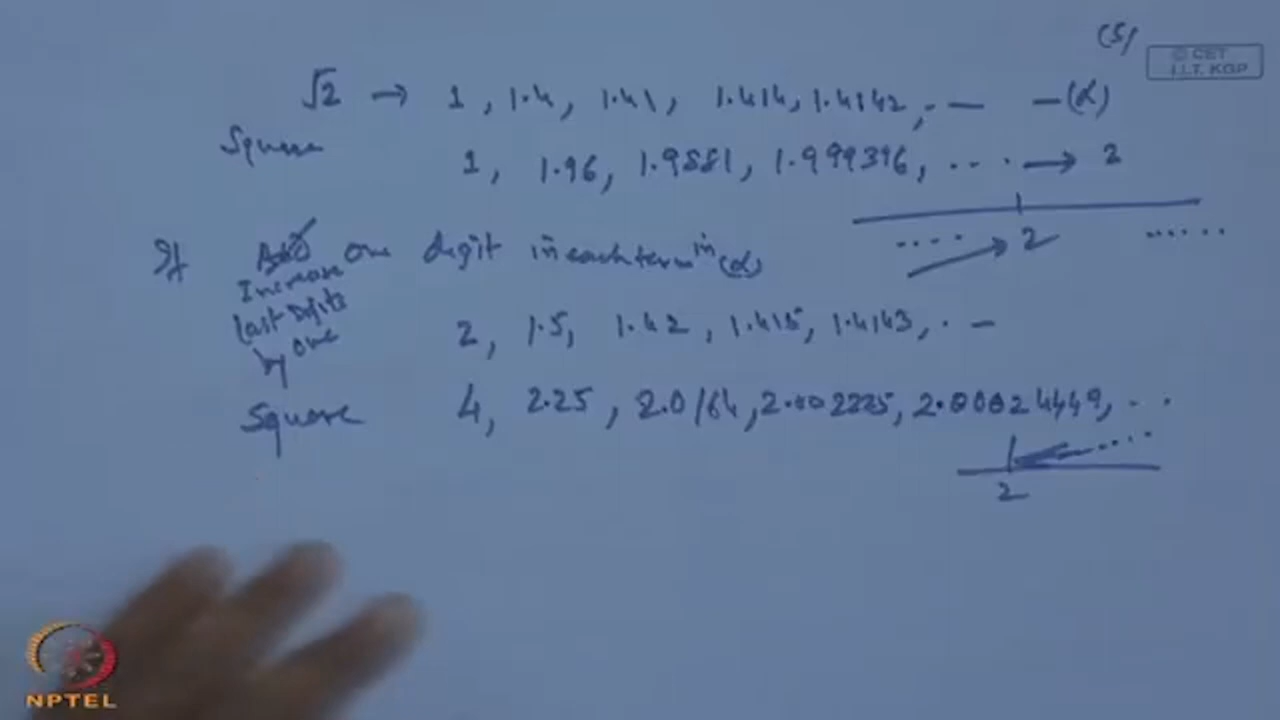 (5)
© CET
I.I.T. KGP
√2 → 1, 1.4, 1.41, 1.414, 1.4142, . — —(α)
Square 1, 1.96, 1.9881, 1.999396, ... → 2
.... 2 ......
If one digit in each term in (α)
Increase
last Digits
by one
2, 1.5, 1.42, 1.415, 1.4143, . —
Square 4, 2.25, 2.0164, 2.002225, 2.00024449, ...
2
NPTEL